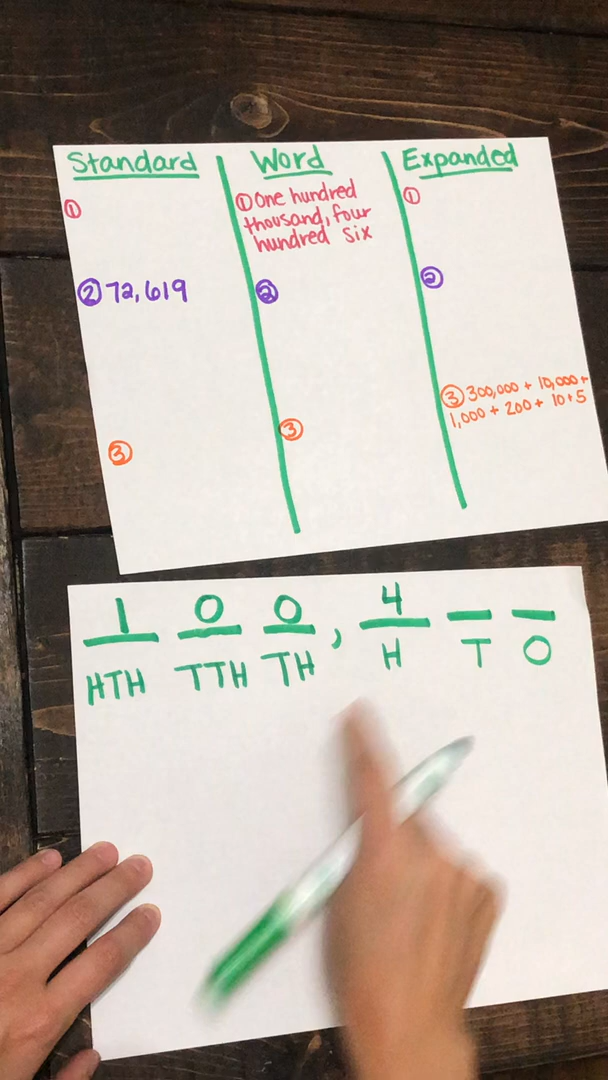 Standard Word Expanded
① ① One hundred ①
thousand, four
hundred six
② 72,619 ② ②
③ 300,000 + 10,000 +
1,000 + 200 + 10 + 5
③ ③
1 0 0, 4 _ _
HTH TTH TH H T O